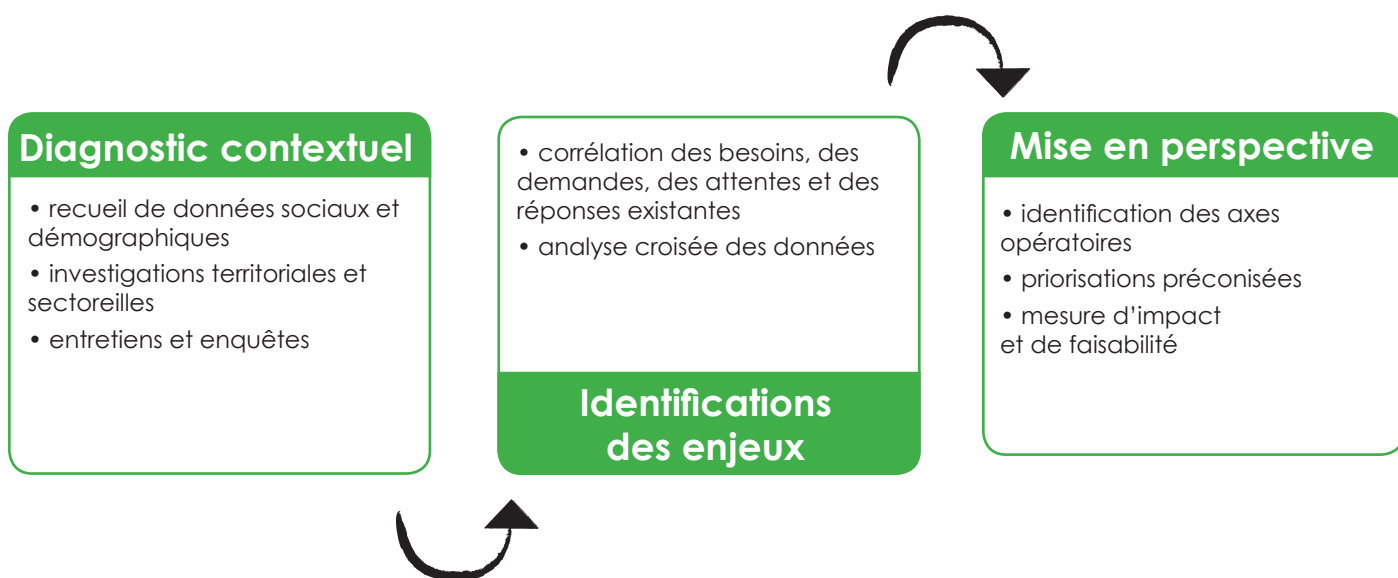 Diagnostic contextuel
• recueil de données sociaux et
démographiques
• investigations territoriales et
sectoreilles
• entretiens et enquêtes
• corrélation des besoins, des
demandes, des attentes et des
réponses existantes
• analyse croisée des données
Identifications
des enjeux
Mise en perspective
• identification des axes
opératoires
• priorisations préconisées
• mesure d’impact
et de faisabilité